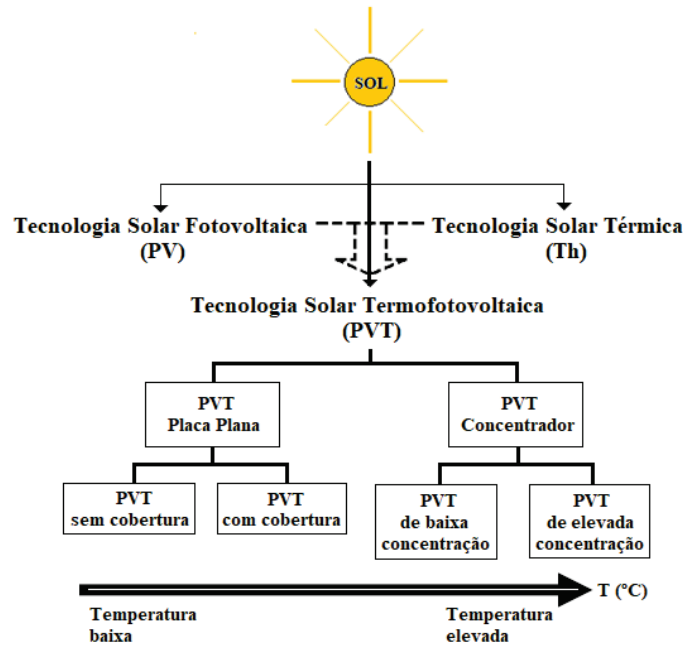 SOL
Tecnologia Solar Fotovoltaica
(PV)
Tecnologia Solar Térmica
(Th)
Tecnologia Solar Termofotovoltaica
(PVT)
PVT
Placa Plana
PVT
Concentrador
PVT
sem cobertura
PVT
com cobertura
PVT
de baixa
concentração
PVT
de elevada
concentração
T (ºC)
Temperatura
baixa
Temperatura
elevada